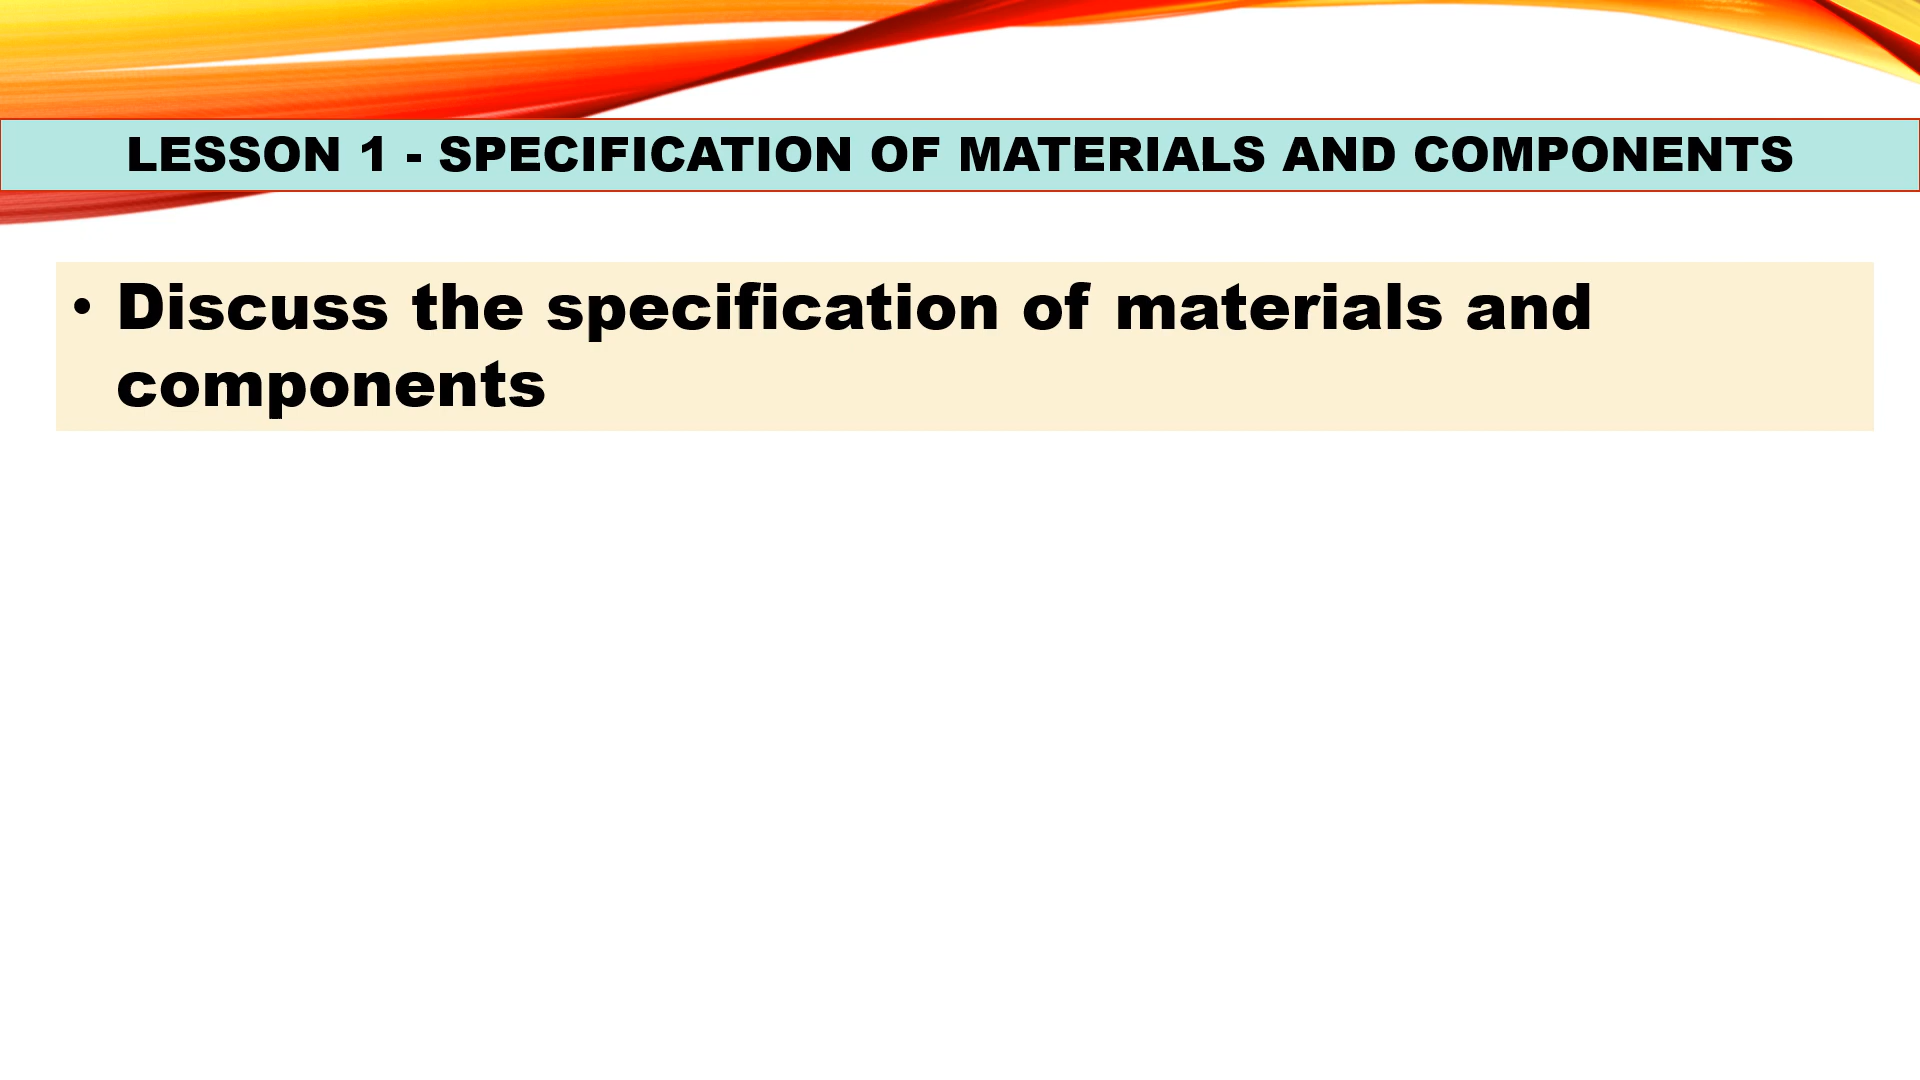 LESSON 1 - SPECIFICATION OF MATERIALS AND COMPONENTS
• Discuss the specification of materials and
components